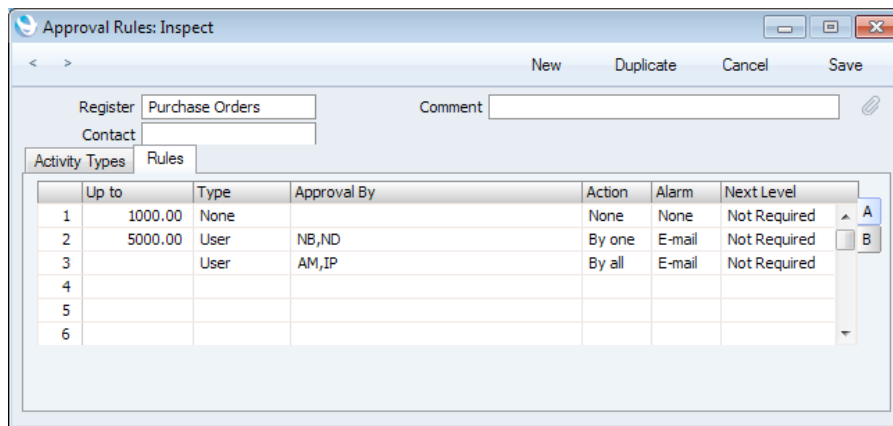 Approval Rules: Inspect
< > New Duplicate Cancel Save
Register Purchase Orders Comment
Contact
Activity Types Rules
Up to Type Approval By Action Alarm Next Level
1 1000.00 None None None Not Required A
2 5000.00 User NB,ND By one E-mail Not Required B
3 User AM,IP By all E-mail Not Required
4
5
6